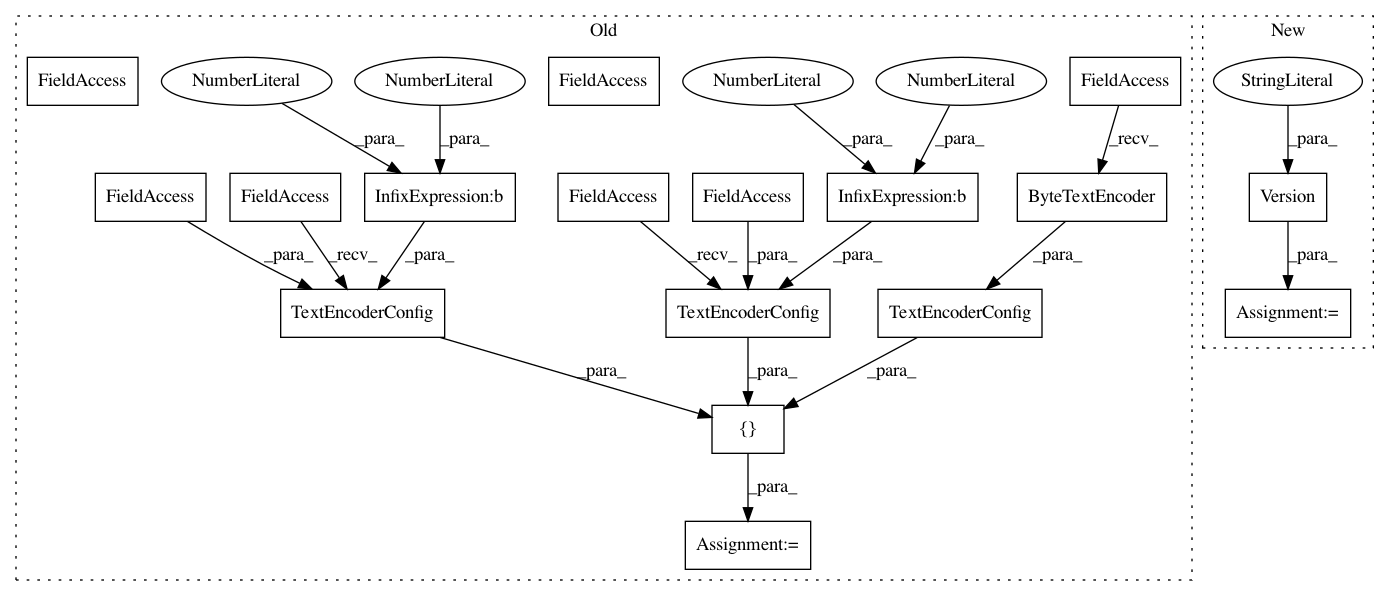 Old
New
FieldAccess
NumberLiteral
NumberLiteral
FieldAccess
NumberLiteral
NumberLiteral
FieldAccess
StringLiteral
_para_
_para_
_para_
_para_
_recv_
_para_
FieldAccess
FieldAccess
InfixExpression:b
FieldAccess
FieldAccess
InfixExpression:b
ByteTextEncoder
Version
_para_
_recv_
_para_
_recv_
_para_
_para_
_para_
_para_
TextEncoderConfig
TextEncoderConfig
TextEncoderConfig
Assignment:=
_para_
_para_
_para_
{}
_para_
Assignment:=